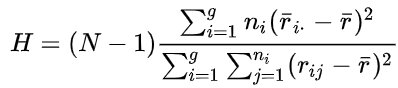 H = (N − 1) \frac{\sum_{i=1}^{g} n_i(\bar{r}_{i\cdot} - \bar{r})^2}{\sum_{i=1}^{g} \sum_{j=1}^{n_i} (r_{ij} - \bar{r})^2}